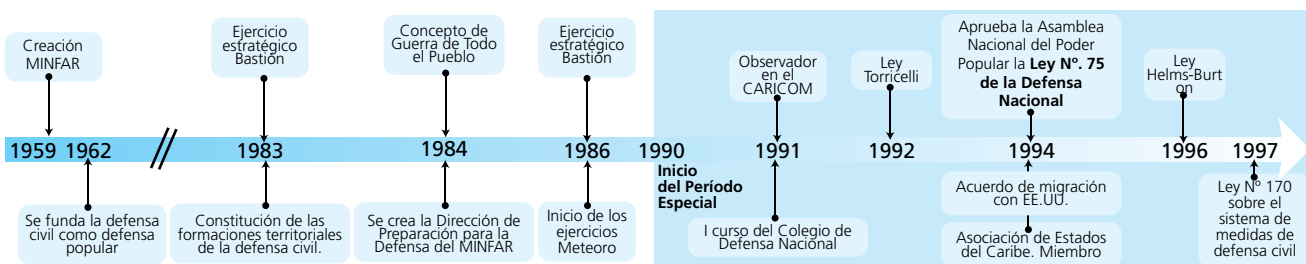 Creación
MINFAR
Ejercicio
estratégico
Bastión
Concepto de
Guerra de Todo
el Pueblo
Ejercicio
estratégico
Bastión
Observador
en el
CARICOM
Ley
Torricelli
Aprueba la Asamblea
Nacional del Poder
Popular la Ley Nº. 75
de la Defensa
Nacional
Ley
Helms-Burt
on
1959 1962 // 1983 1984 1986 1990 1991 1992 1994 1996 1997
Inicio
del Período
Especial
Se funda la defensa
civil como defensa
popular
Constitución de las
formaciones territoriales
de la defensa civil.
Se crea la Dirección de
Preparación para la
Defensa del MINFAR
Inicio de los
ejercicios
Meteoro
I curso del Colegio de
Defensa Nacional
Acuerdo de migración
con EE.UU.
Asociación de Estados
del Caribe. Miembro
Ley Nº 170
sobre el
sistema de
medidas de
defensa civil